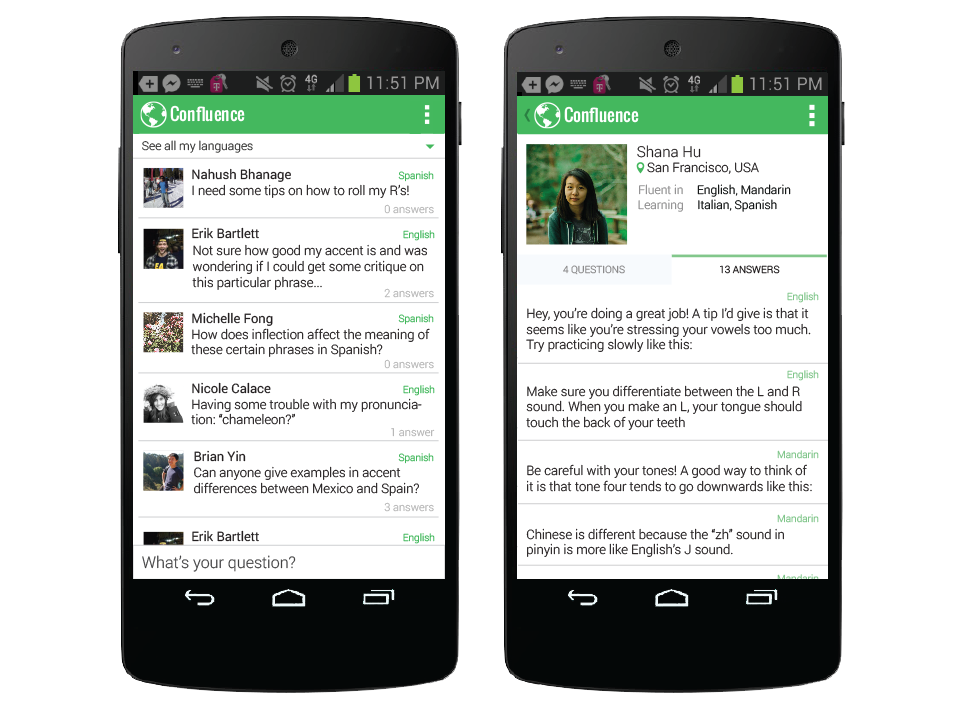 4G 11:51 PM
Confluence
See all my languages
Nahush Bhanage Spanish
I need some tips on how to roll my R's!
0 answers
Erik Bartlett English
Not sure how good my accent is and was
wondering if I could get some critique on
this particular phrase...
2 answers
Michelle Fong Spanish
How does inflection affect the meaning of
these certain phrases in Spanish?
0 answers
Nicole Calace English
Having some trouble with my pronuncia-
tion: “chameleon?”
1 answer
Brian Yin Spanish
Can anyone give examples in accent
differences between Mexico and Spain?
3 answers
Erik Bartlett English
What's your question?
4G 11:51 PM
Confluence
Shana Hu
San Francisco, USA
Fluent in English, Mandarin
Learning Italian, Spanish
4 QUESTIONS 13 ANSWERS
English
Hey, you're doing a great job! A tip I'd give is that it
seems like you're stressing your vowels too much.
Try practicing slowly like this:
English
Make sure you differentiate between the L and R
sound. When you make an L, your tongue should
touch the back of your teeth
Mandarin
Be careful with your tones! A good way to think of
it is that tone four tends to go downwards like this:
Mandarin
Chinese is different because the “zh” sound in
pinyin is more like English's J sound.
Mandarin